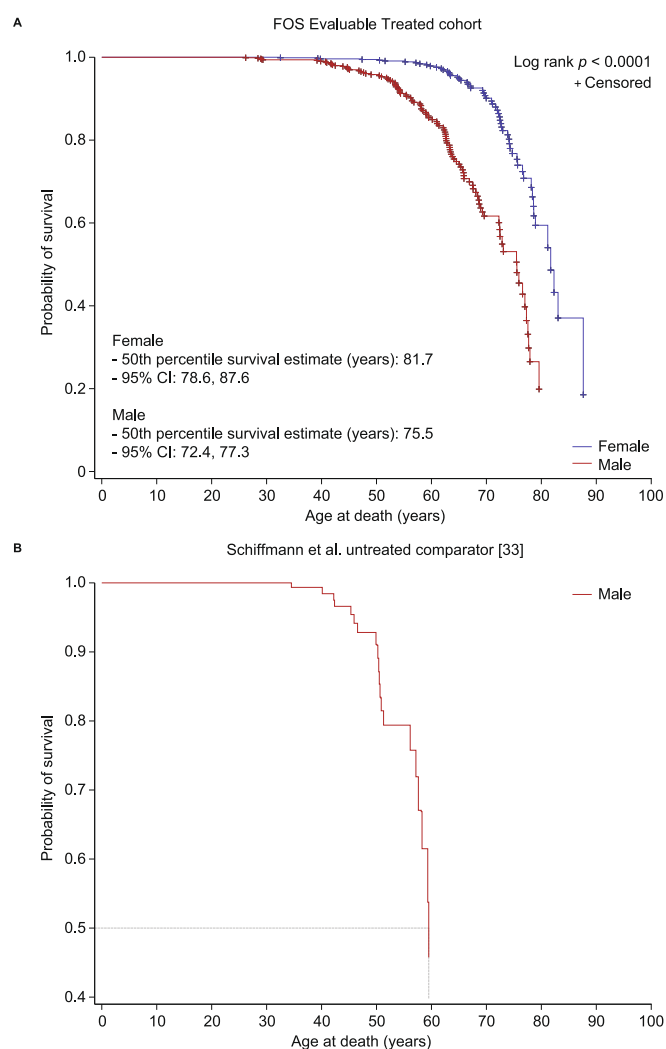 A
FOS Evaluable Treated cohort
Log rank p < 0.0001
+ Censored
1.0
0.8
0.6
0.4
0.2
0
Probability of survival
Female
- 50th percentile survival estimate (years): 81.7
- 95% CI: 78.6, 87.6
Male
- 50th percentile survival estimate (years): 75.5
- 95% CI: 72.4, 77.3
Female
Male
0 10 20 30 40 50 60 70 80 90 100
Age at death (years)
B
Schiffmann et al. untreated comparator [33]
Male
1.0
0.9
0.8
0.7
0.6
0.5
0.4
Probability of survival
0 10 20 30 40 50 60 70 80 90 100
Age at death (years)